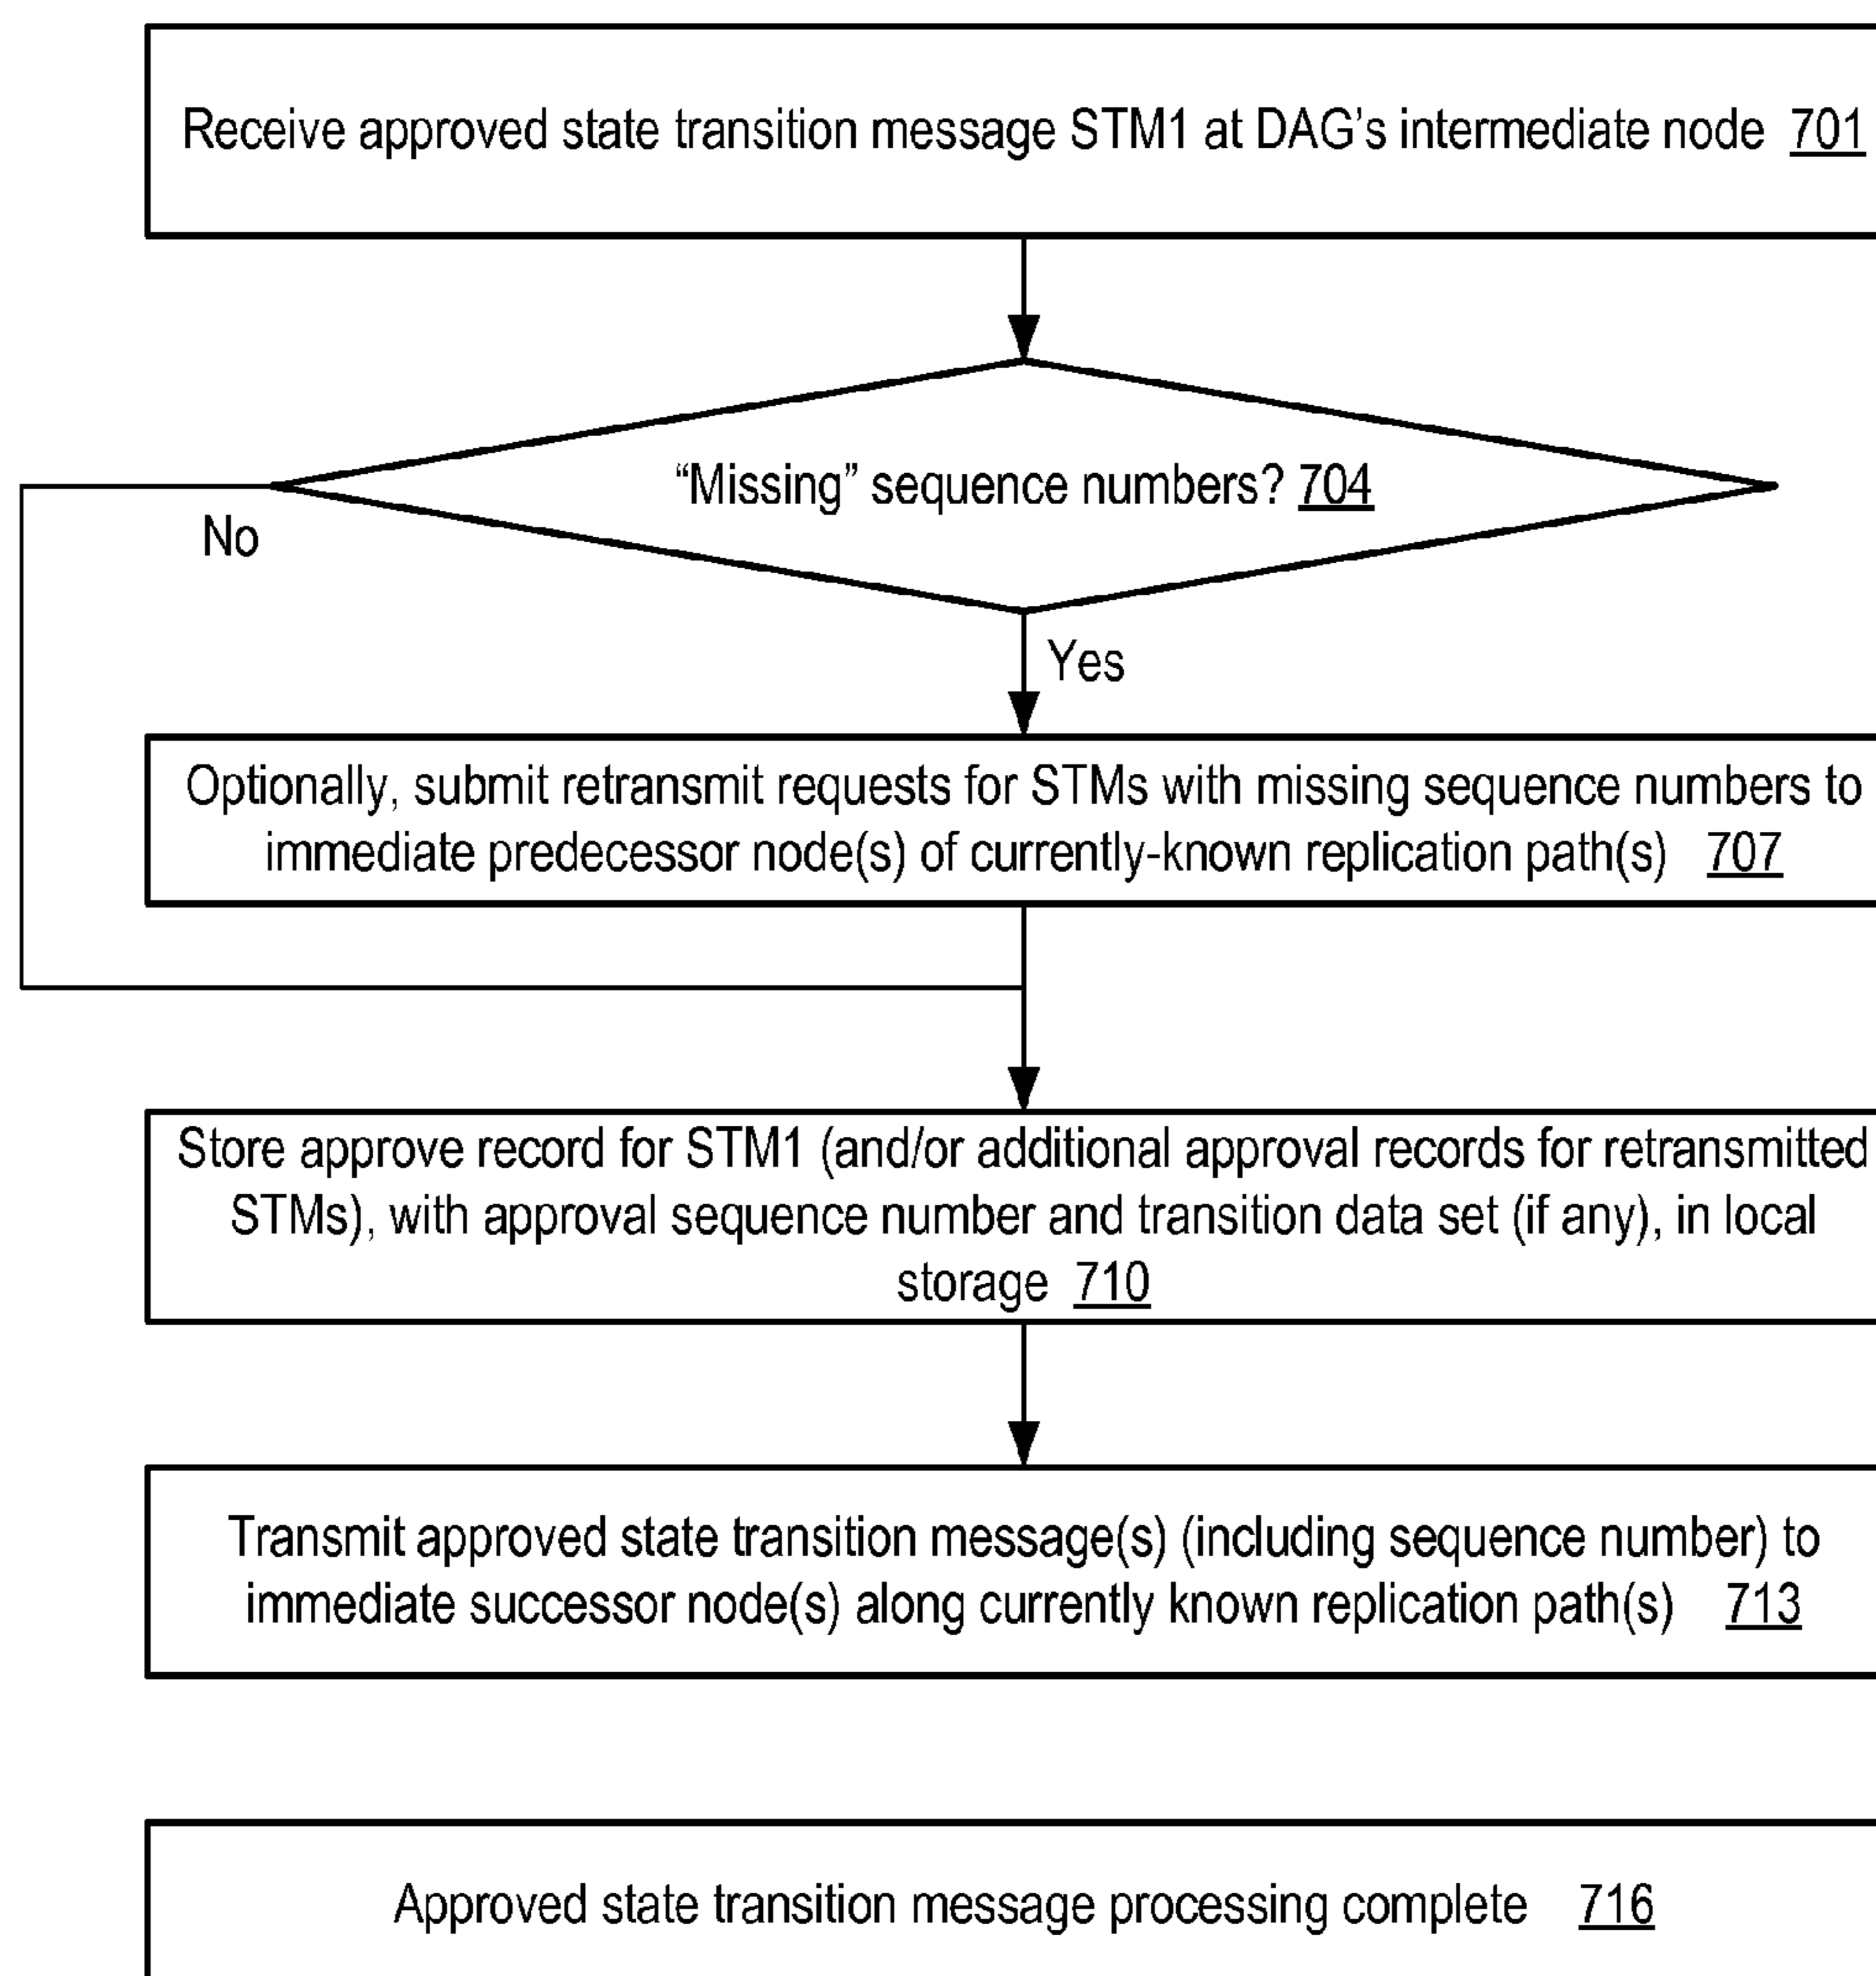 Receive approved state transition message STM1 at DAG's intermediate node 701
“Missing” sequence numbers? 704
No
Yes
Optionally, submit retransmit requests for STMs with missing sequence numbers to
immediate predecessor node(s) of currently-known replication path(s) 707
Store approve record for STM1 (and/or additional approval records for retransmitted
STMs), with approval sequence number and transition data set (if any), in local
storage 710
Transmit approved state transition message(s) (including sequence number) to
immediate successor node(s) along currently known replication path(s) 713
Approved state transition message processing complete 716